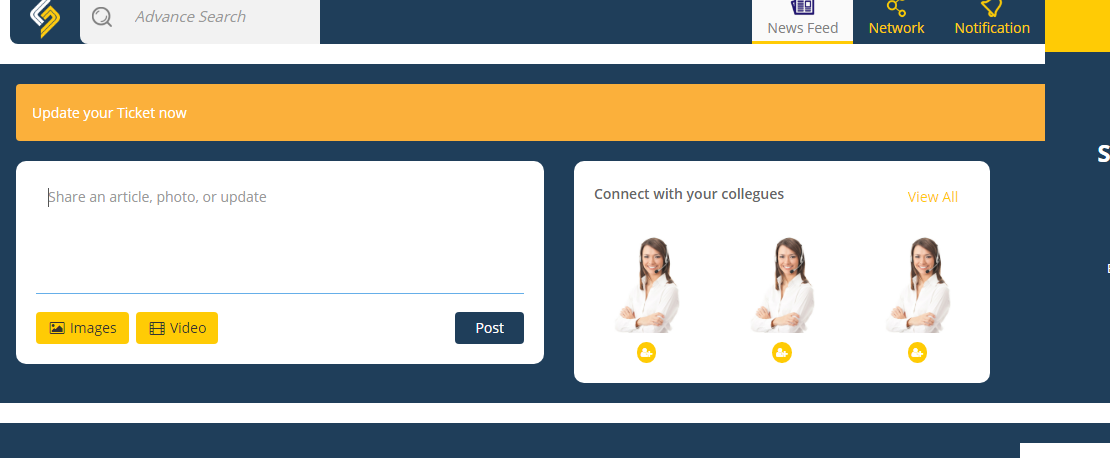 Advance Search
News Feed
Network
Notification
Update your Ticket now
Share an article, photo, or update
Connect with your collegues
View All
Images
Video
Post